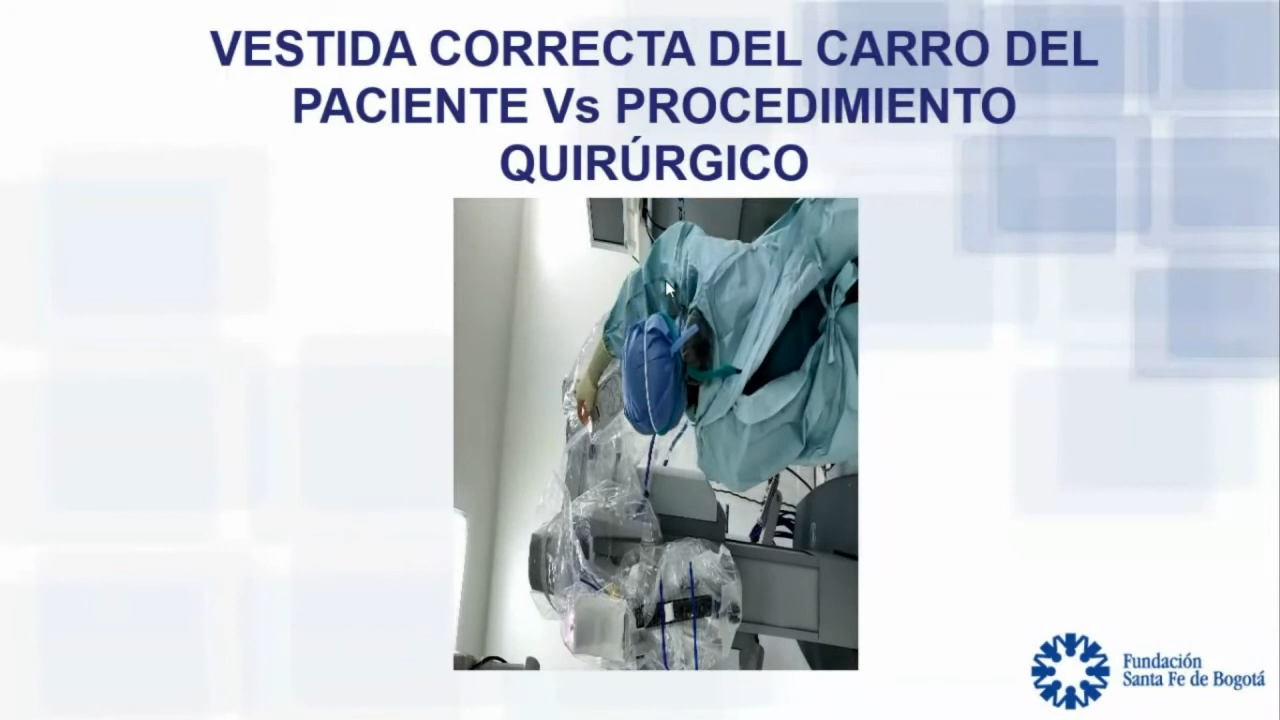 VESTIDA CORRECTA DEL CARRO DEL
PACIENTE Vs PROCEDIMIENTO
QUIRÚRGICO
Fundación
Santa Fe de Bogotá